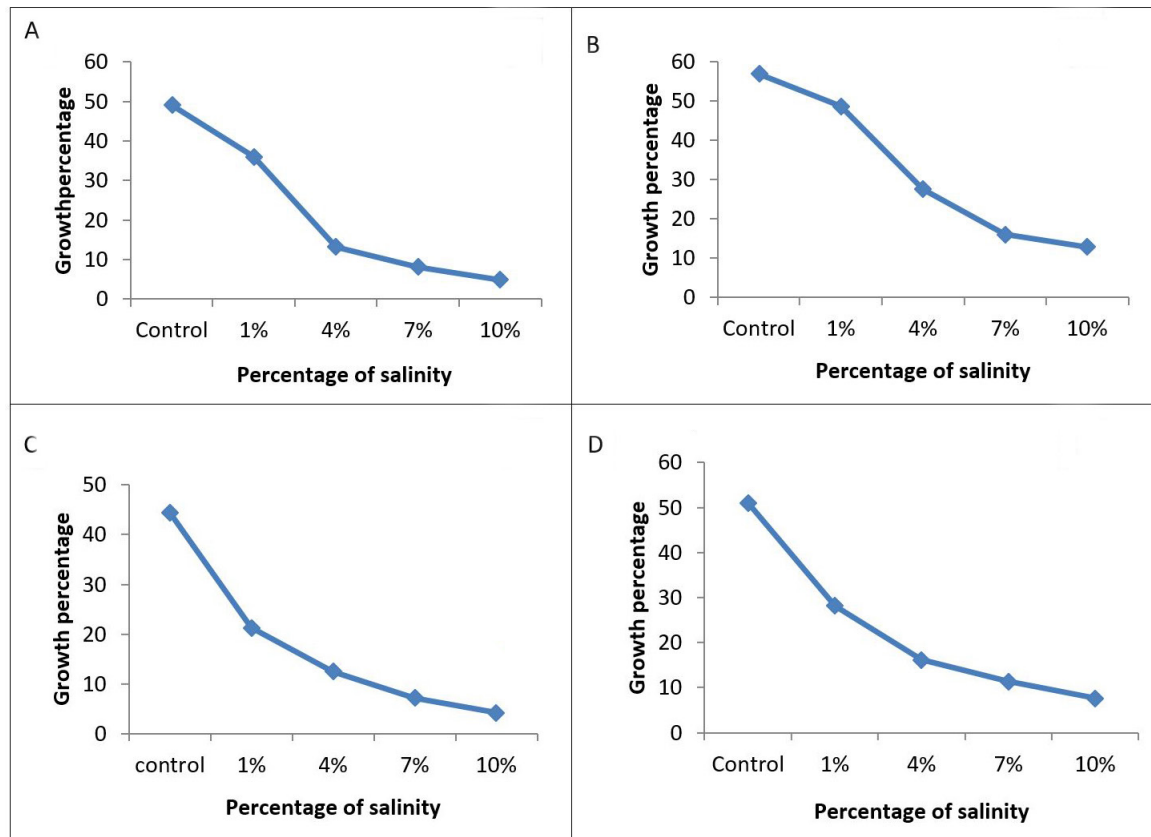 A
Growthpercentage
60
50
40
30
20
10
0
Control 1% 4% 7% 10%
Percentage of salinity
B
Growth percentage
60
50
40
30
20
10
0
Control 1% 4% 7% 10%
Percentage of salinity
C
Growth percentage
50
40
30
20
10
0
control 1% 4% 7% 10%
Percentage of salinity
D
Growth percentage
60
50
40
30
20
10
0
Control 1% 4% 7% 10%
Percentage of salinity